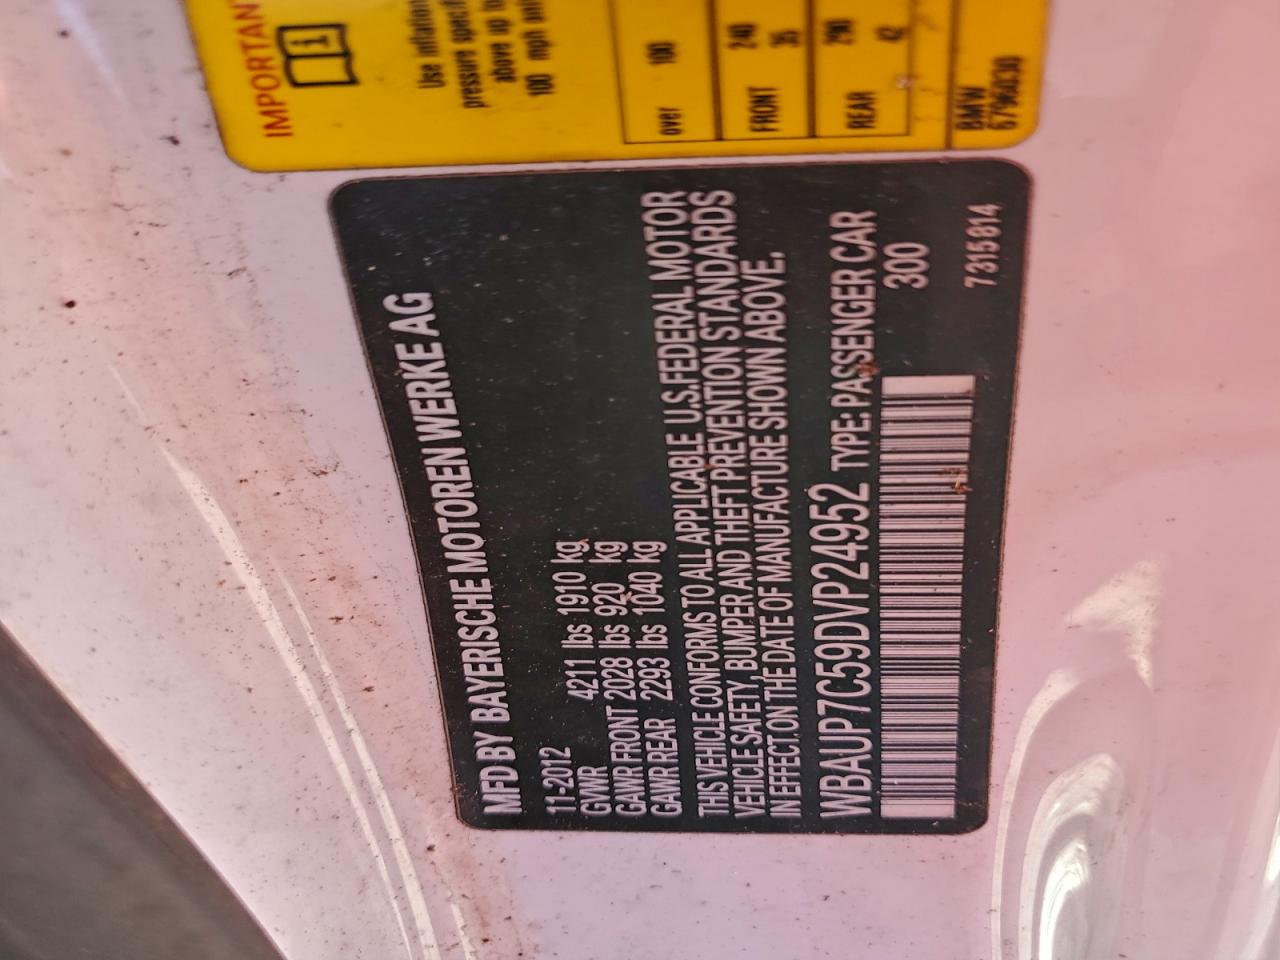 IMPORTANT
Use inflation
pressure specif
above up t
100 mph only
over 100
FRONT 240
35
REAR 290
42
BMW
6796030
MFD BY BAYERISCHE MOTOREN WERKE AG
11-2012
GVWR 4211 lbs 1910 kg
GAWR FRONT 2028 lbs 920 kg
GAWR REAR 2293 lbs 1040 kg
THIS VEHICLE CONFORMS TO ALL APPLICABLE U.S. FEDERAL MOTOR
VEHICLE SAFETY, BUMPER AND THEFT PREVENTION STANDARDS
IN EFFECT ON THE DATE OF MANUFACTURE SHOWN ABOVE.
WBAUP7C59DVP24952 TYPE: PASSENGER CAR
300
7315814